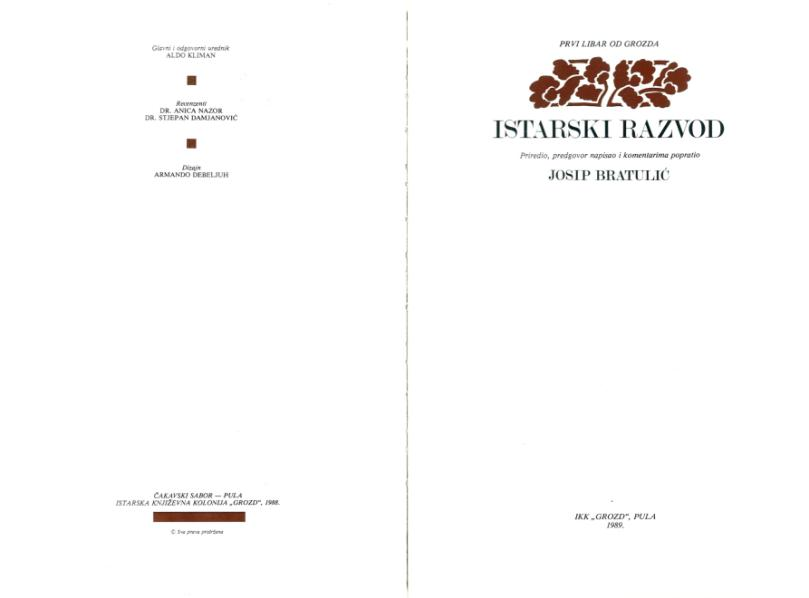 Glavni i odgovorni urednik
ALDO KLIMAN
Recenzenti
DR. ANICA NAZOR
DR. STJEPAN DAMJANOVIĆ
Dizajn
ARMANDO DEBELJUH
ČAKAVSKI SABOR — PULA
ISTARSKA KNJIŽEVNA KOLONIJA „GROZD“, 1988.
© Sva prava pridržana
PRVI LIBAR OD GROZDA
ISTARSKI RAZVOD
Priredio, predgovor napisao i komentarima popratio
JOSIP BRATULIĆ
IKK „GROZD“, PULA
1989.